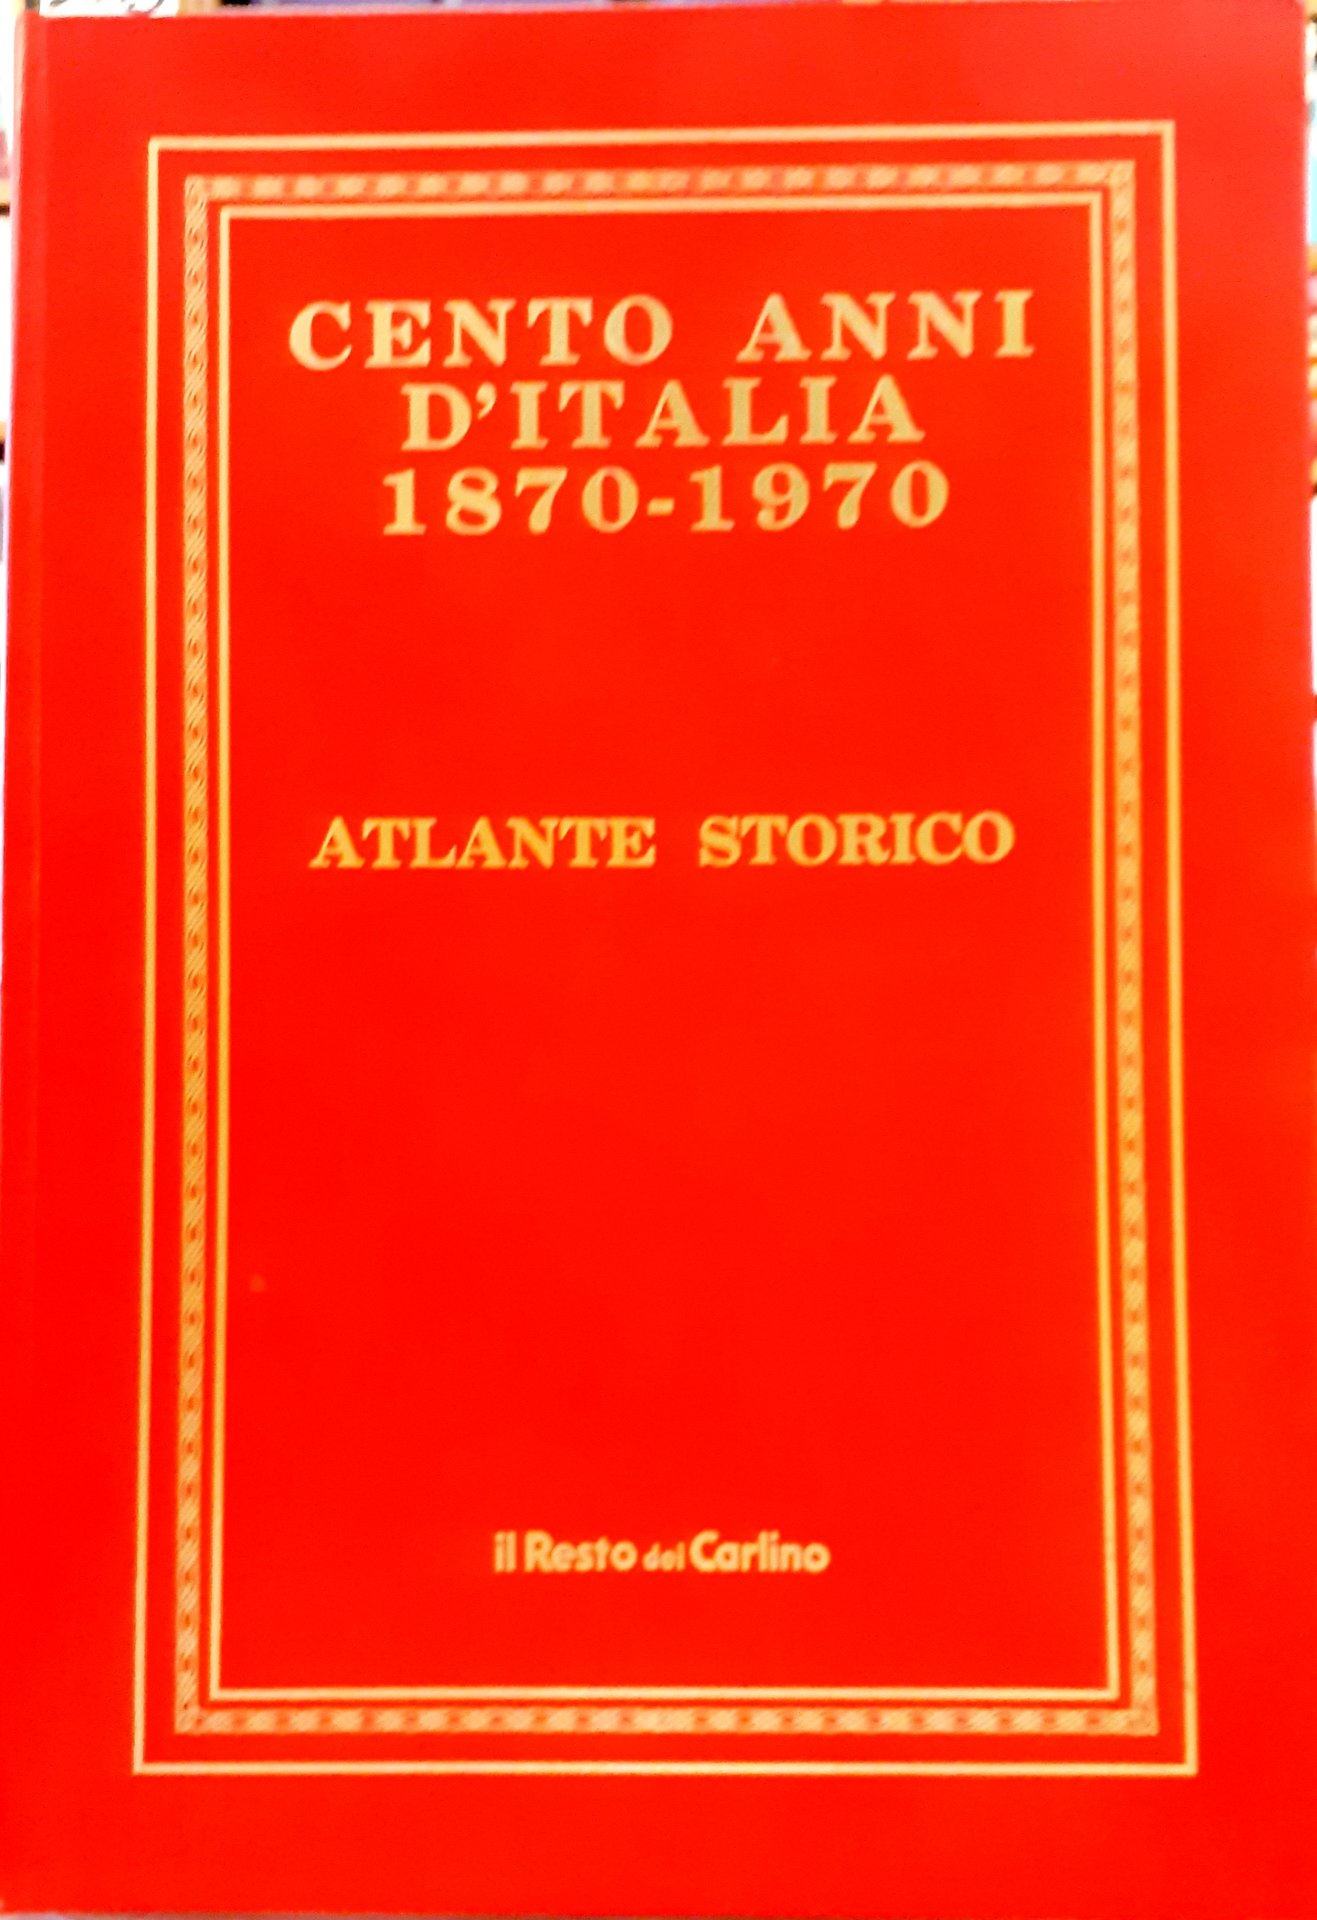 CENTO ANNI
D'ITALIA
1870-1970
ATLANTE STORICO
il Resto del Carlino